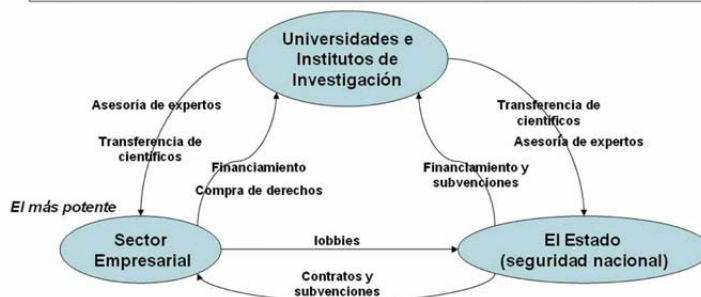 Universidades e
Institutos de
Investigación
Asesoría de expertos
Transferencia de
científicos
Transferencia de
científicos
Asesoría de expertos
Financiamiento
Compra de derechos
Financiamiento y
subvenciones
El más potente
Sector
Empresarial
lobbies
El Estado
(seguridad nacional)
Contratos y
subvenciones